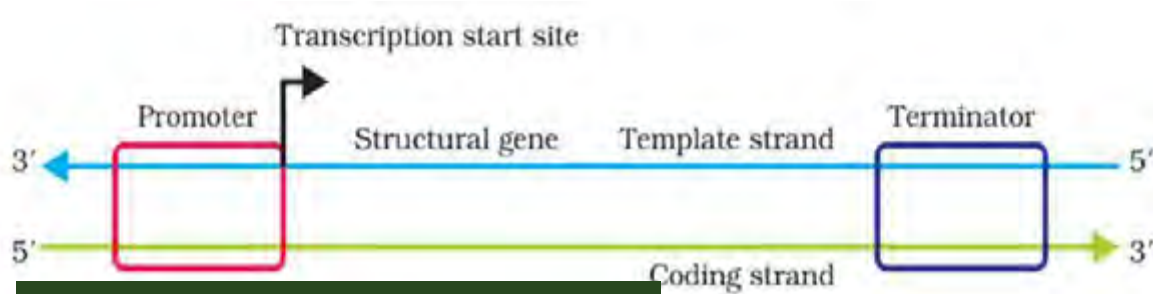 Transcription start site
Promoter
Terminator
Structural gene
Template strand
3′
5′
5′
3′
Coding strand